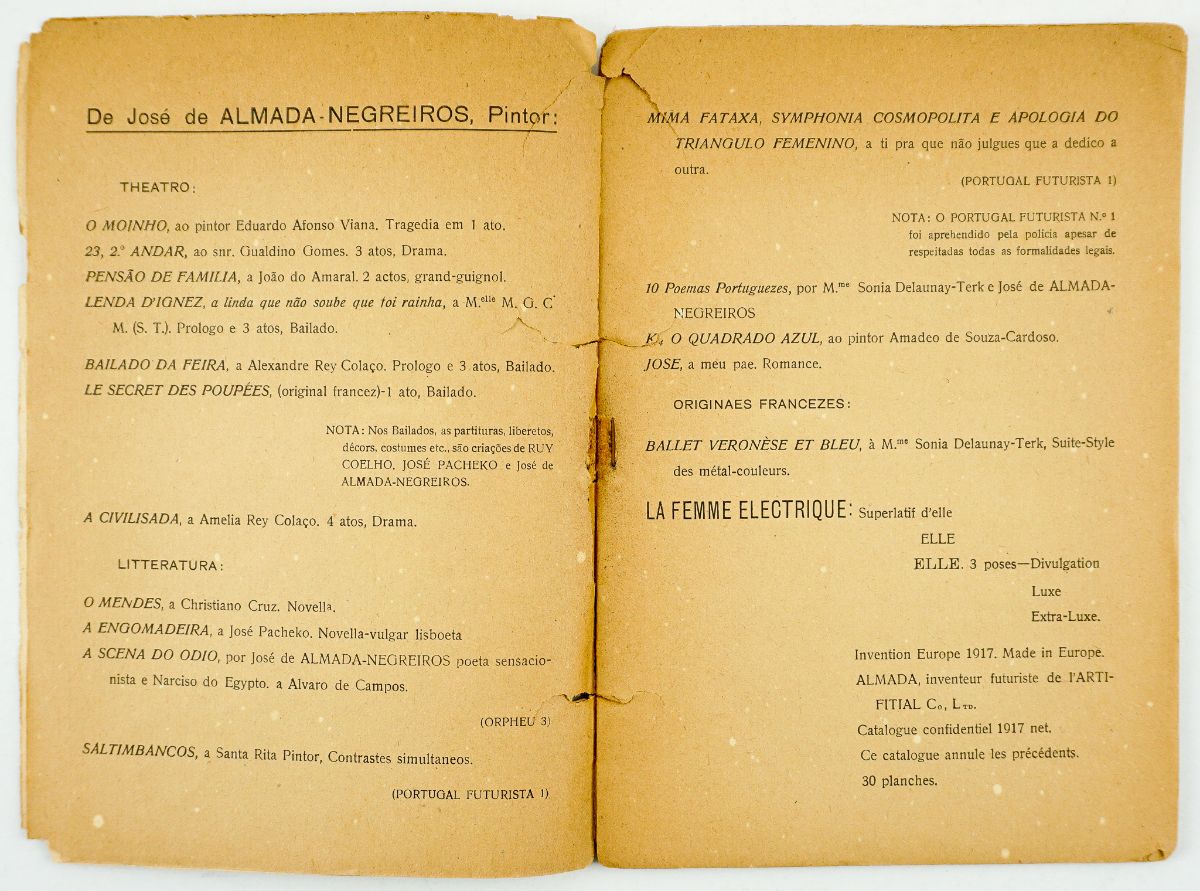 De José de ALMADA-NEGREIROS, Pintor:
THEATRO:
O MOINHO, ao pintor Eduardo Afonso Viana. Tragedia em 1 ato.
23, 2.º ANDAR, ao snr. Gualdino Gomes. 3 atos, Drama.
PENSÃO DE FAMILIA, a João do Amaral. 2 actos, grand-guignol.
LENDA D'IGNEZ, a linda que não soube que foi rainha, a M.elle M. G. C
M. (S. T.). Prologo e 3 atos, Bailado.
BAILADO DA FEIRA, a Alexandre Rey Colaço. Prologo e 3 atos, Bailado.
LE SECRET DES POUPÉES, (original francez)-1 ato, Bailado.
NOTA: Nos Bailados, as partituras, liberetos,
décors, costumes etc., são criações de RUY
COELHO, JOSÉ PACHEKO e José de
ALMADA-NEGREIROS.
A CIVILISADA, a Amelia Rey Colaço. 4 atos, Drama.
LITTERATURA:
O MENDES, a Christiano Cruz. Novella.
A ENGOMADEIRA, a José Pacheko. Novella-vulgar lisboeta
A SCENA DO ODIO, por José de ALMADA-NEGREIROS poeta sensacio-
nista e Narciso do Egypto. a Alvaro de Campos.
(ORPHEU 3)
SALTIMBANCOS, a Santa Rita Pintor, Contrastes simultaneos.
(PORTUGAL FUTURISTA 1)
MIMA FATAXA, SYMPHONIA COSMOPOLITA E APOLOGIA DO
TRIANGULO FEMENINO, a ti pra que não julgues que a dedico a
outra.
(PORTUGAL FUTURISTA 1)
NOTA: O PORTUGAL FUTURISTA N.º 1
foi aprehendido pela policia apesar de
respeitadas todas as formalidades legais.
10 Poemas Portuguezes, por M.me Sonia Delaunay-Terk e José de ALMADA-
NEGREIROS
K4 O QUADRADO AZUL, ao pintor Amadeo de Souza-Cardoso.
JOSE, a meu pae. Romance.
ORIGINAES FRANCEZES:
BALLET VERONÈSE ET BLEU, à M.me Sonia Delaunay-Terk, Suite-Style
des métal-couleurs.
LA FEMME ELECTRIQUE: Superlatif d'elle
ELLE
ELLE. 3 poses—Divulgation
Luxe
Extra-Luxe.
Invention Europe 1917. Made in Europe.
ALMADA, inventeur futuriste de l'ARTI-
FITIAL Co, LTD.
Catalogue confidentiel 1917 net.
Ce catalogue annule les précédents.
30 planches.